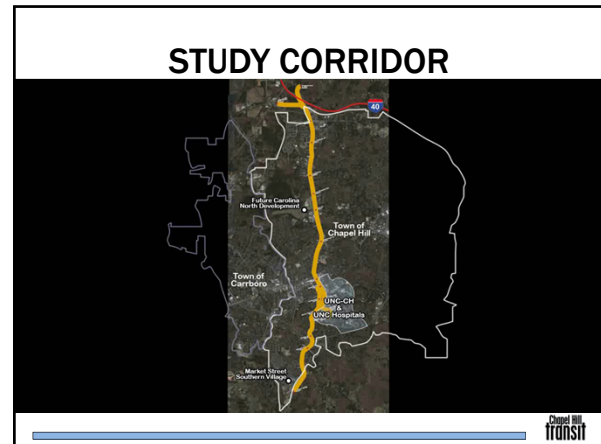 STUDY CORRIDOR
40
Future Carolina
North Development
Town of
Chapel Hill
Town of
Carrboro
UNC-CH
&
UNC Hospitals
Market Street
Southern Village
Chapel Hill
transit